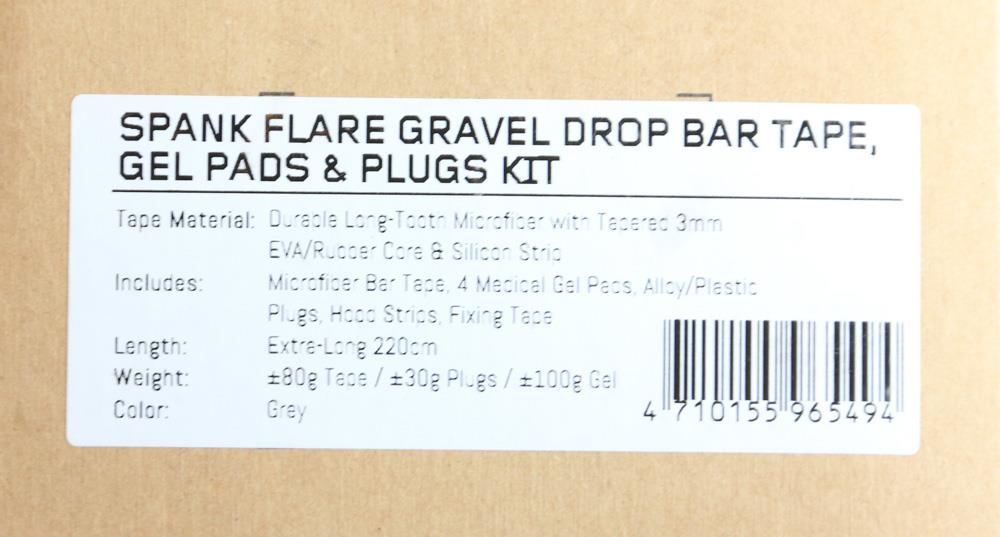 SPANK FLARE GRAVEL DROP BAR TAPE,
GEL PADS & PLUGS KIT
Tape Material: Durable Long-Tooth Microfiber with Tapered 3mm
EVA/Rubber Core & Silicon Strip
Includes: Microfiber Bar Tape, 4 Medical Gel Pads, Alloy/Plastic
Plugs, Hood Strips, Fixing Tape
Length: Extra-Long 220cm
Weight: ±80g Tape / ±30g Plugs / ±100g Gel
Color: Grey
4 710155 965494